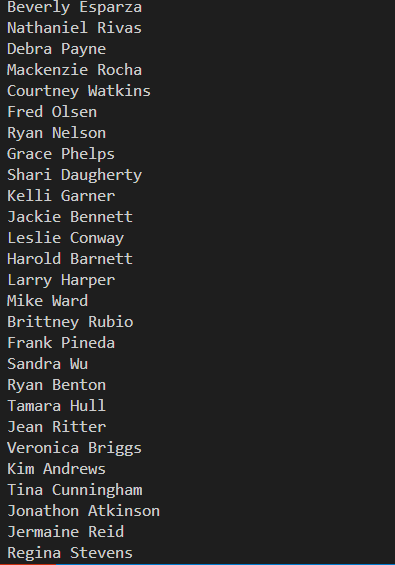 Beverly Esparza
Nathaniel Rivas
Debra Payne
Mackenzie Rocha
Courtney Watkins
Fred Olsen
Ryan Nelson
Grace Phelps
Shari Daugherty
Kelli Garner
Jackie Bennett
Leslie Conway
Harold Barnett
Larry Harper
Mike Ward
Brittney Rubio
Frank Pineda
Sandra Wu
Ryan Benton
Tamara Hull
Jean Ritter
Veronica Briggs
Kim Andrews
Tina Cunningham
Jonathon Atkinson
Jermaine Reid
Regina Stevens